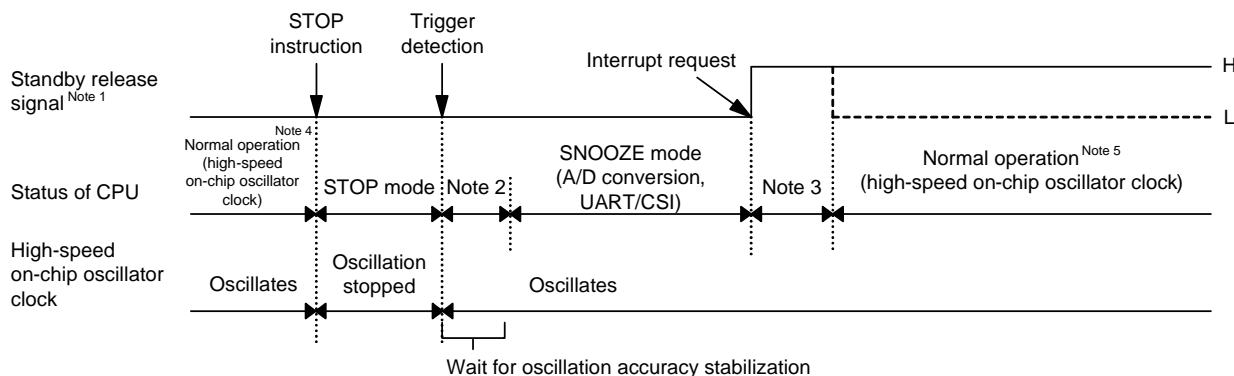 STOP
instruction
Trigger
detection
Interrupt request
Standby release
signal Note 1
H
L
Note 4
Normal operation
(high-speed
on-chip oscillator
clock)
Status of CPU
STOP mode
Note 2
SNOOZE mode
(A/D conversion,
UART/CSI)
Note 3
Normal operation Note 5
(high-speed on-chip oscillator clock)
High-speed
on-chip oscillator
clock
Oscillates
Oscillation
stopped
Oscillates
Wait for oscillation accuracy stabilization